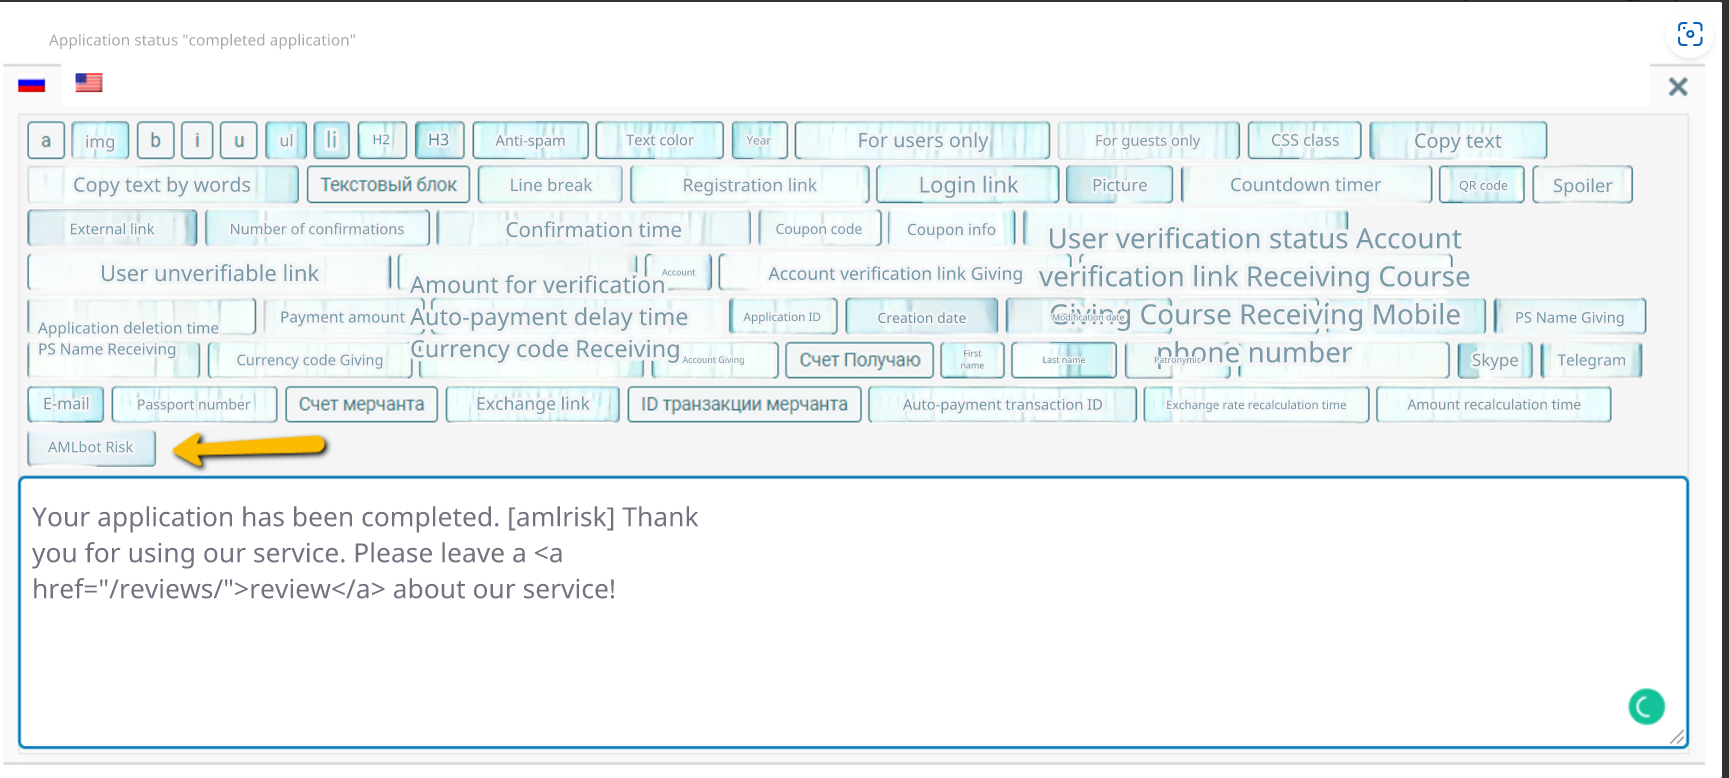 Application status "completed application"
a img b i u ul li H2 H3 Anti-spam Text color Year For users only For guests only CSS class Copy text
Copy text by words Текстовый блок Line break Registration link Login link Picture Countdown timer QR code Spoiler
External link Number of confirmations Confirmation time Coupon code Coupon info
User verification status Account
verification link Receiving Course
Giving Course Receiving Mobile
phone number
User unverifiable link
Amount for verification
Auto-payment delay time
Currency code Receiving
Account Account verification link Giving
Application deletion time
PS Name Receiving
Payment amount Application ID Creation date Modification date PS Name Giving
Currency code Giving Account Giving Счет Получаю First
name
Last name Patronymic Skype Telegram
E-mail Passport number Счет мерчанта Exchange link ID транзакции мерчанта Auto-payment transaction ID Exchange rate recalculation time Amount recalculation time
AMLbot Risk
Your application has been completed. [amlrisk] Thank
you for using our service. Please leave a <a
href="/reviews/">review</a> about our service!